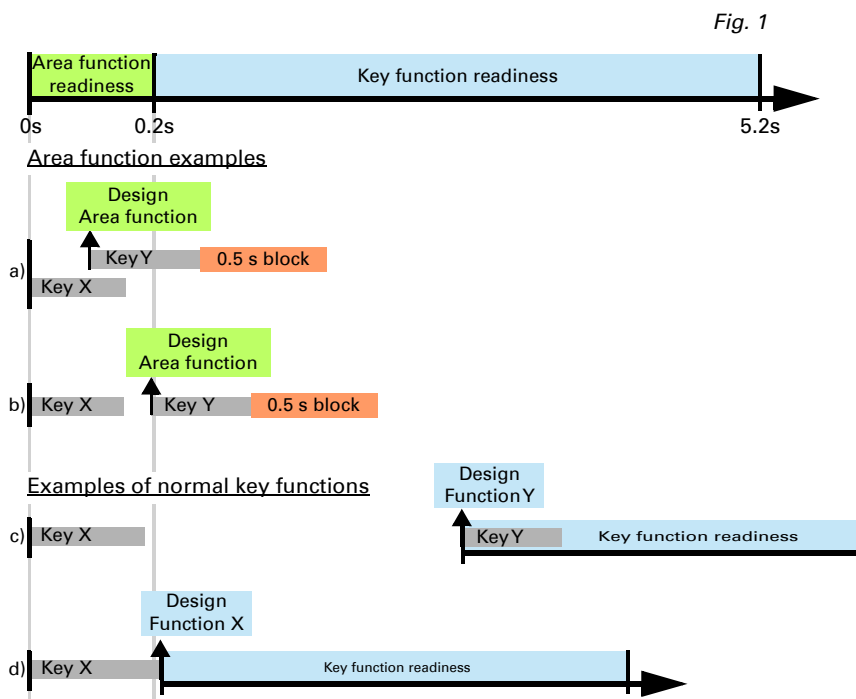 Fig. 1
Area function
readiness
Key function readiness
0s
0.2s
5.2s
Area function examples
Design
Area function
a)
Key Y
0.5 s block
Key X
Design
Area function
b)
Key X
Key Y
0.5 s block
Examples of normal key functions
Design
Function Y
c)
Key X
Key Y
Key function readiness
Design
Function X
d)
Key X
Key function readiness